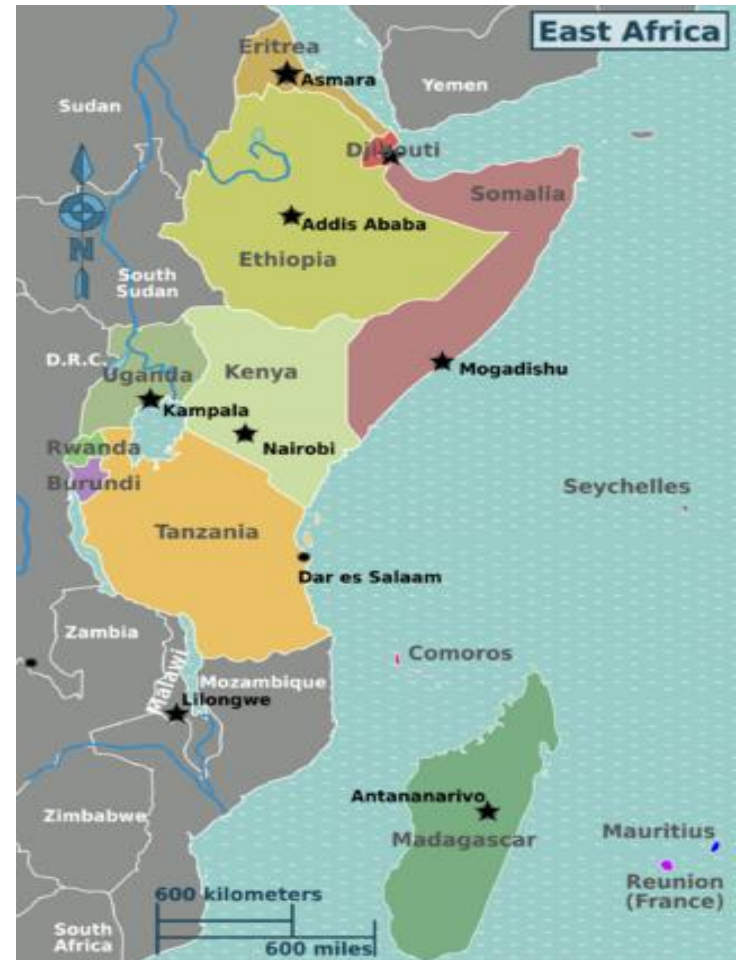 East Africa
Eritrea
Asmara
Yemen
Sudan
Djibouti
Somalia
Addis Ababa
Ethiopia
N
South
Sudan
D.R.C.
Uganda
Kenya
Mogadishu
Kampala
Rwanda
Nairobi
Burundi
Seychelles
Tanzania
Dar es Salaam
Zambia
Comoros
Malawi
Mozambique
Lilongwe
Antananarivo
Zimbabwe
Madagascar
Mauritius
Reunion
(France)
600 kilometers
600 miles
South
Africa